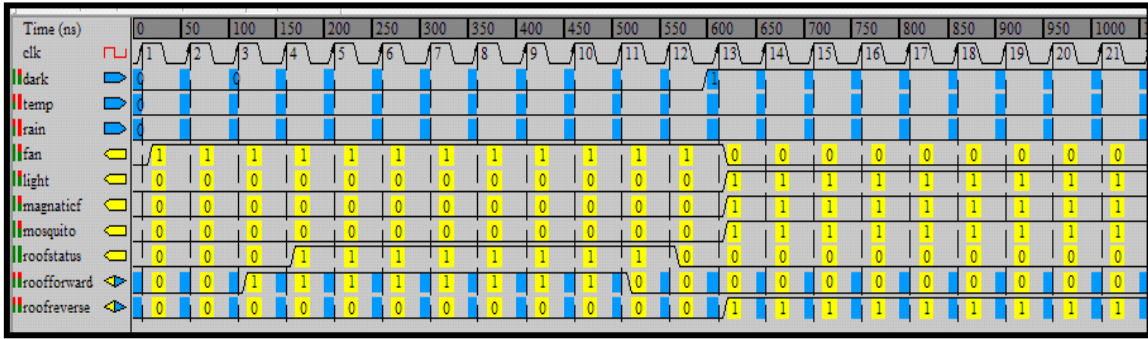 Time (ns) 0 50 100 150 200 250 300 350 400 450 500 550 600 650 700 750 800 850 900 950 1000
clk 1 2 3 4 5 6 7 8 9 10 11 12 13 14 15 16 17 18 19 20 21
dark 0 0 1
temp 0
rain 0
fan 1 1 1 1 1 1 1 1 1 1 1 1 0 0 0 0 0 0 0 0 0
light 0 0 0 0 0 0 0 0 0 0 0 0 1 1 1 1 1 1 1 1 1
magnaticf 0 0 0 0 0 0 0 0 0 0 0 0 1 1 1 1 1 1 1 1 1
mosquito 0 0 0 0 0 0 0 0 0 0 0 0 1 1 1 1 1 1 1 1 1
roofstatus 0 0 0 1 1 1 1 1 1 1 1 0 0 0 0 0 0 0 0 0 0
roofforward 0 0 1 1 1 1 1 1 1 1 0 0 0 0 0 0 0 0 0 0 0
roofreverse 0 0 0 0 0 0 0 0 0 0 0 0 1 1 1 1 1 1 1 1 1